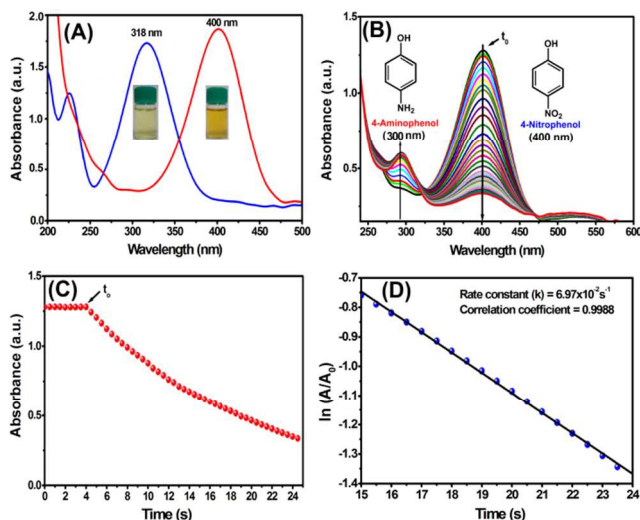 (A)
318 nm
400 nm
Absorbance (a.u.)
2.0
1.5
1.0
0.5
0.0
200 250 300 350 400 450 500
Wavelength (nm)
(B)
t0
OH
NH2
4-Aminophenol
(300 nm)
OH
NO2
4-Nitrophenol
(400 nm)
Absorbance (a.u.)
1.5
1.0
0.5
250 300 350 400 450 500 550 600
Wavelength (nm)
(C)
to
Absorbance (a.u.)
1.5
1.0
0.5
0.0
0 2 4 6 8 10 12 14 16 18 20 22 24
Time (s)
(D)
Rate constant (k) = 6.97x10-2s-1
Correlation coefficient = 0.9988
ln (A/A0)
-0.7
-0.8
-0.9
-1.0
-1.1
-1.2
-1.3
-1.4
15 16 17 18 19 20 21 22 23 24
Time (s)